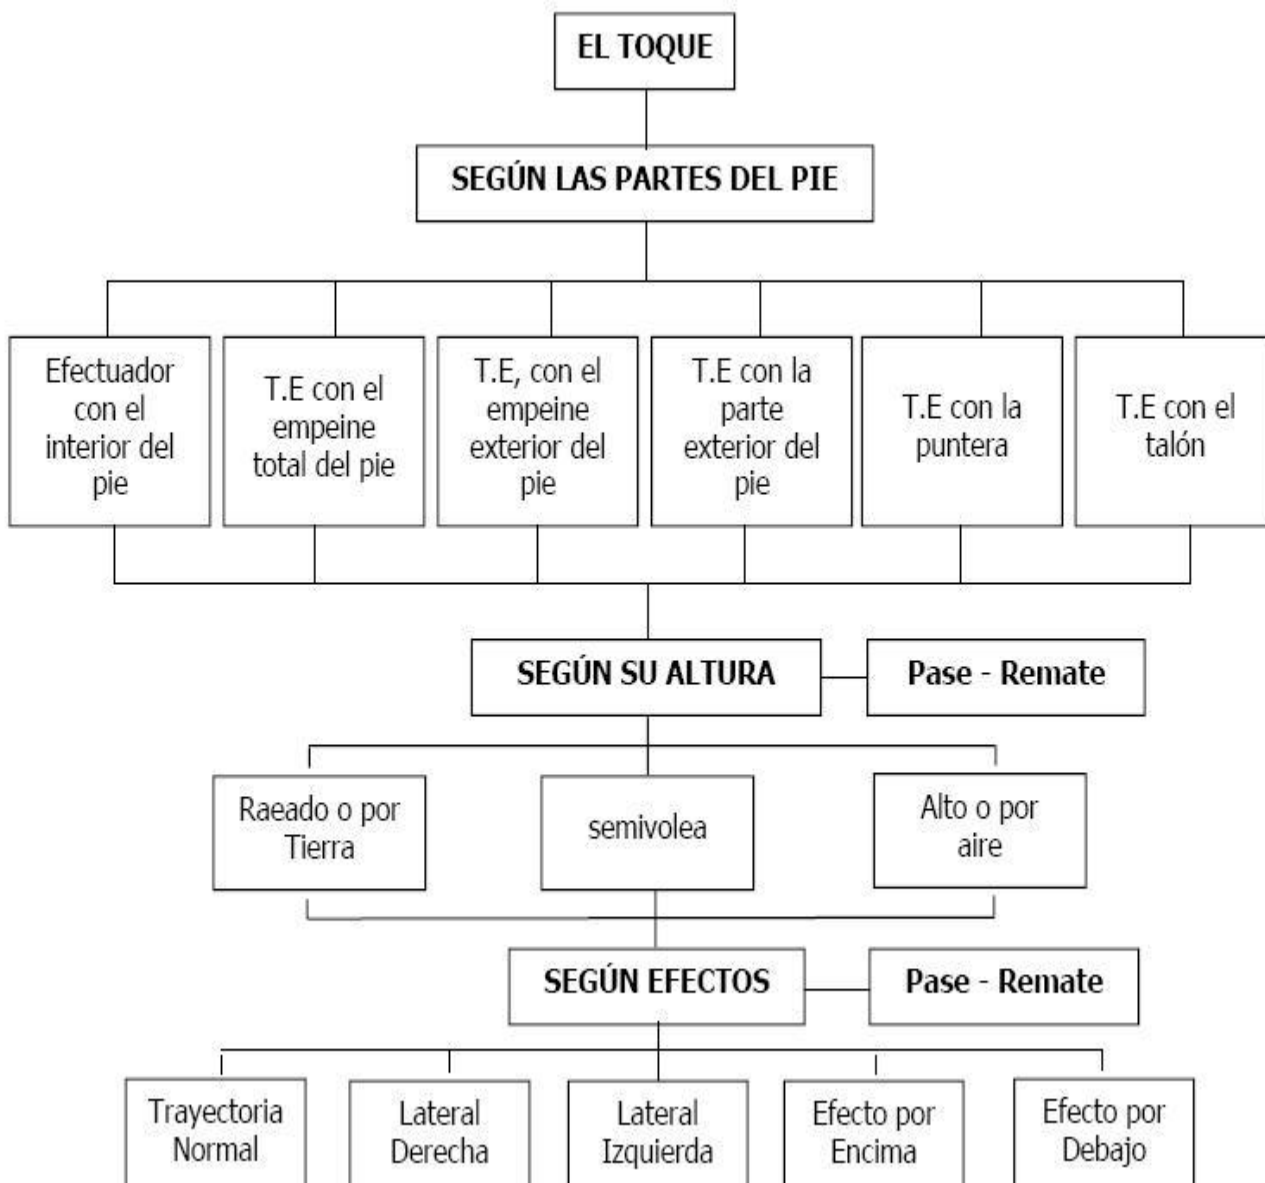 EL TOQUE
SEGÚN LAS PARTES DEL PIE
Efectuador
con el
interior del
pie
T.E con el
empeine
total del pie
T.E, con el
empeine
exterior del
pie
T.E con la
parte
exterior del
pie
T.E con la
puntera
T.E con el
talón
SEGÚN SU ALTURA
Pase - Remate
Raeado o por
Tierra
semivolea
Alto o por
aire
SEGÚN EFECTOS
Pase - Remate
Trayectoria
Normal
Lateral
Derecha
Lateral
Izquierda
Efecto por
Encima
Efecto por
Debajo